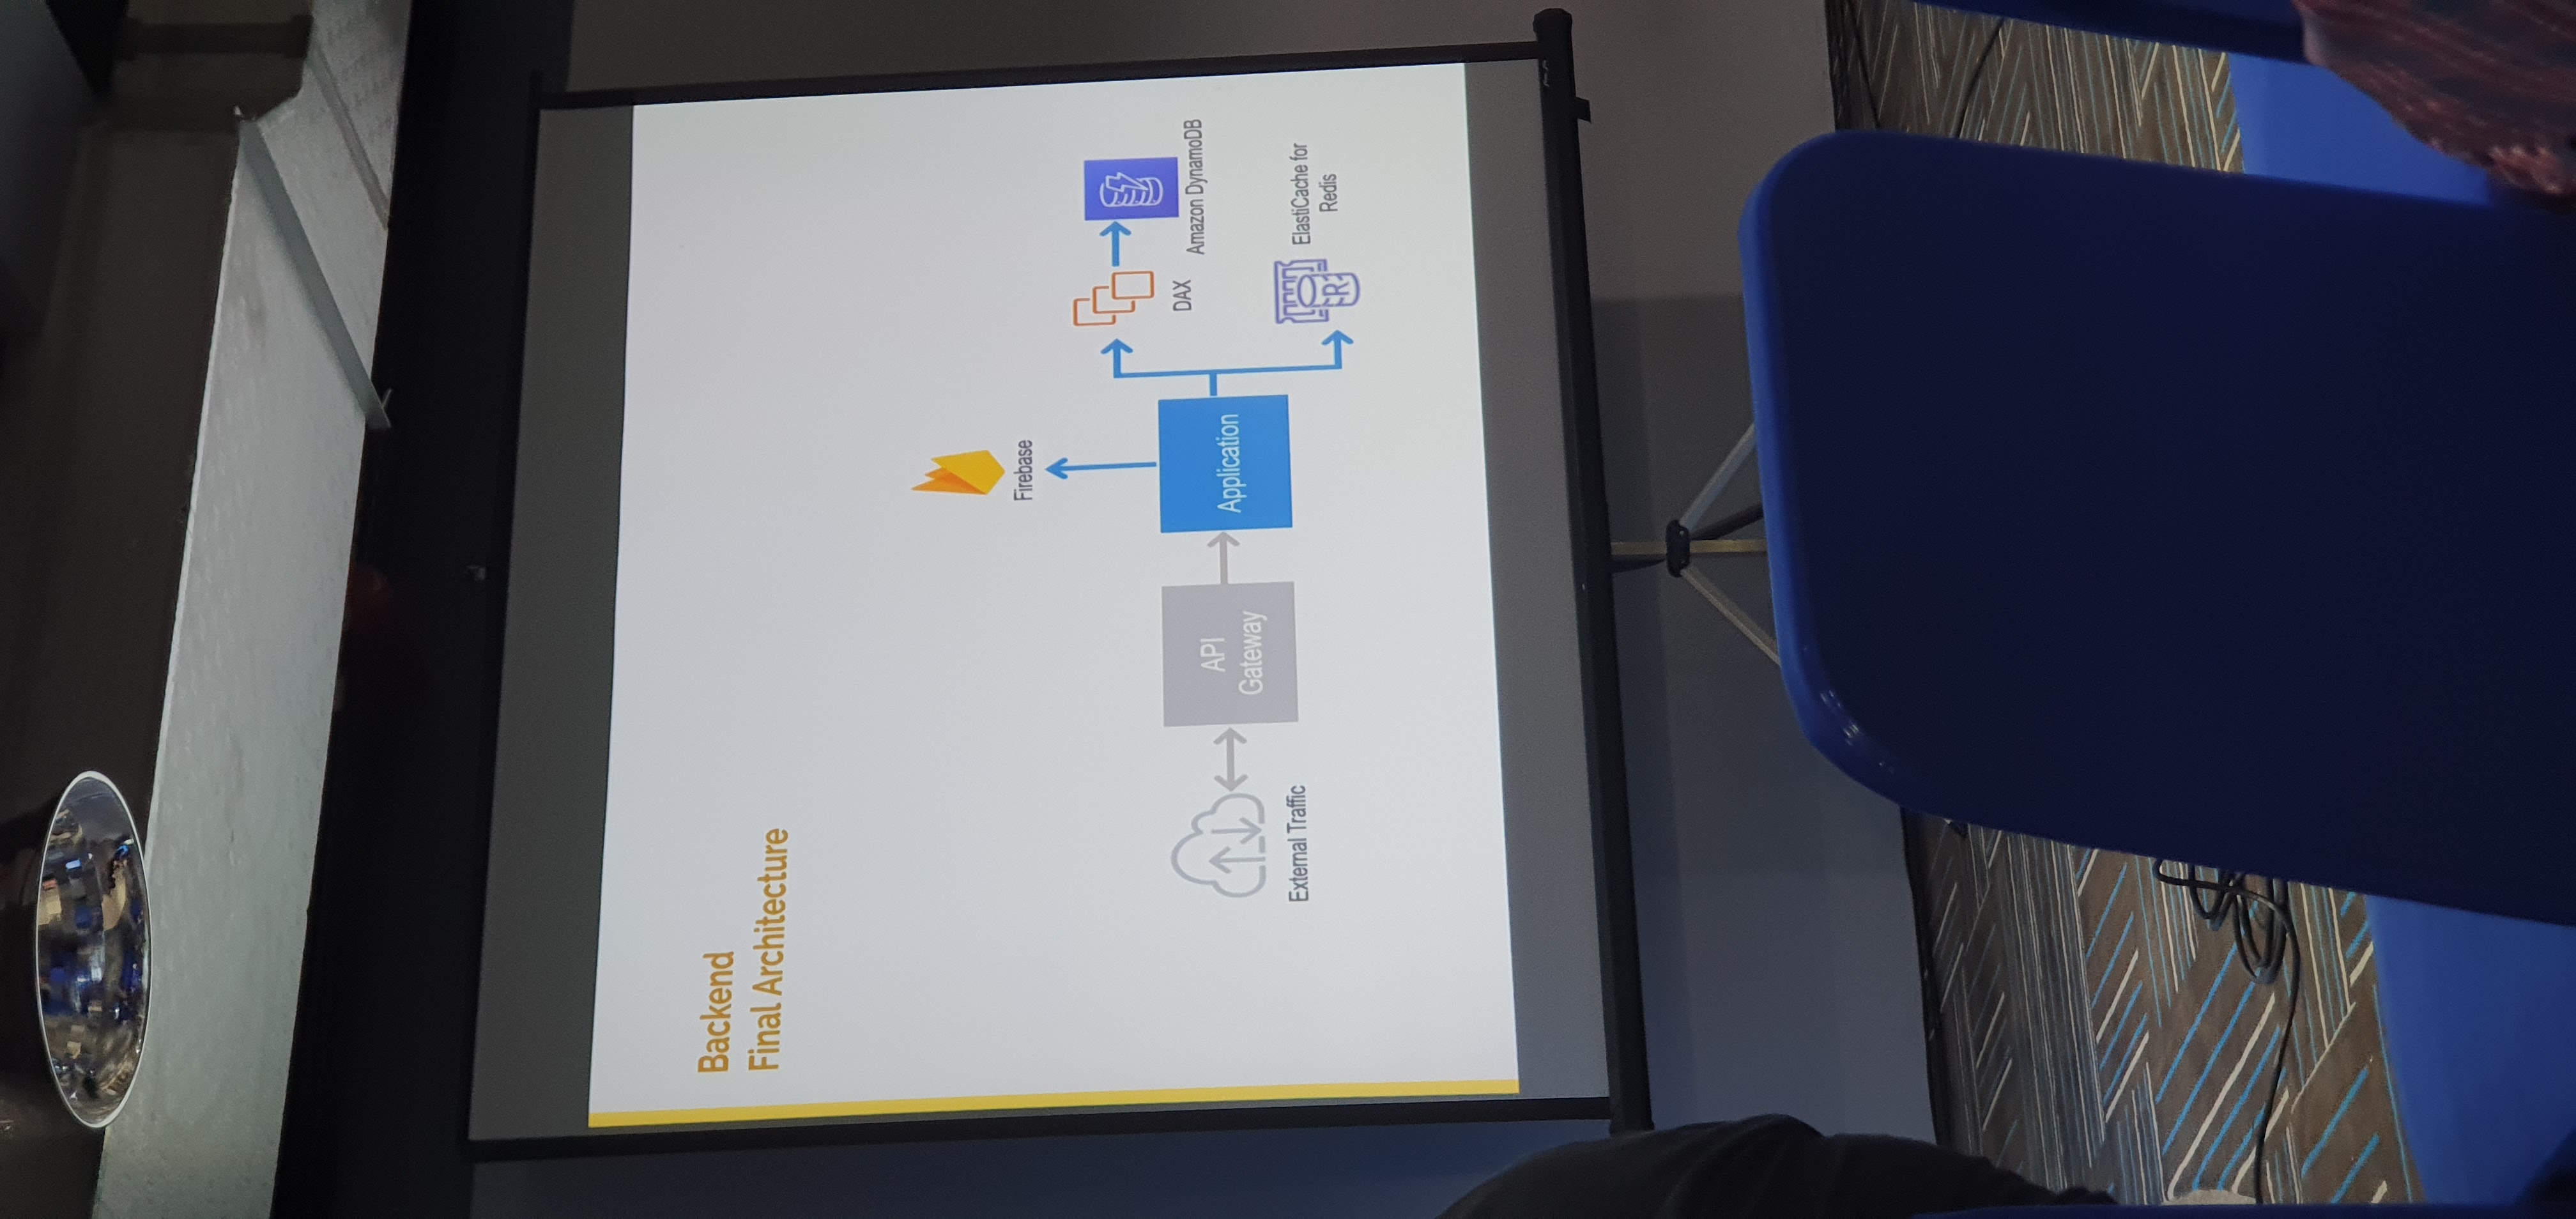 Backend
Final Architecture
Firebase
DAX
Amazon DynamoDB
API
Gateway
Application
External Traffic
R
ElastiCache for
Redis